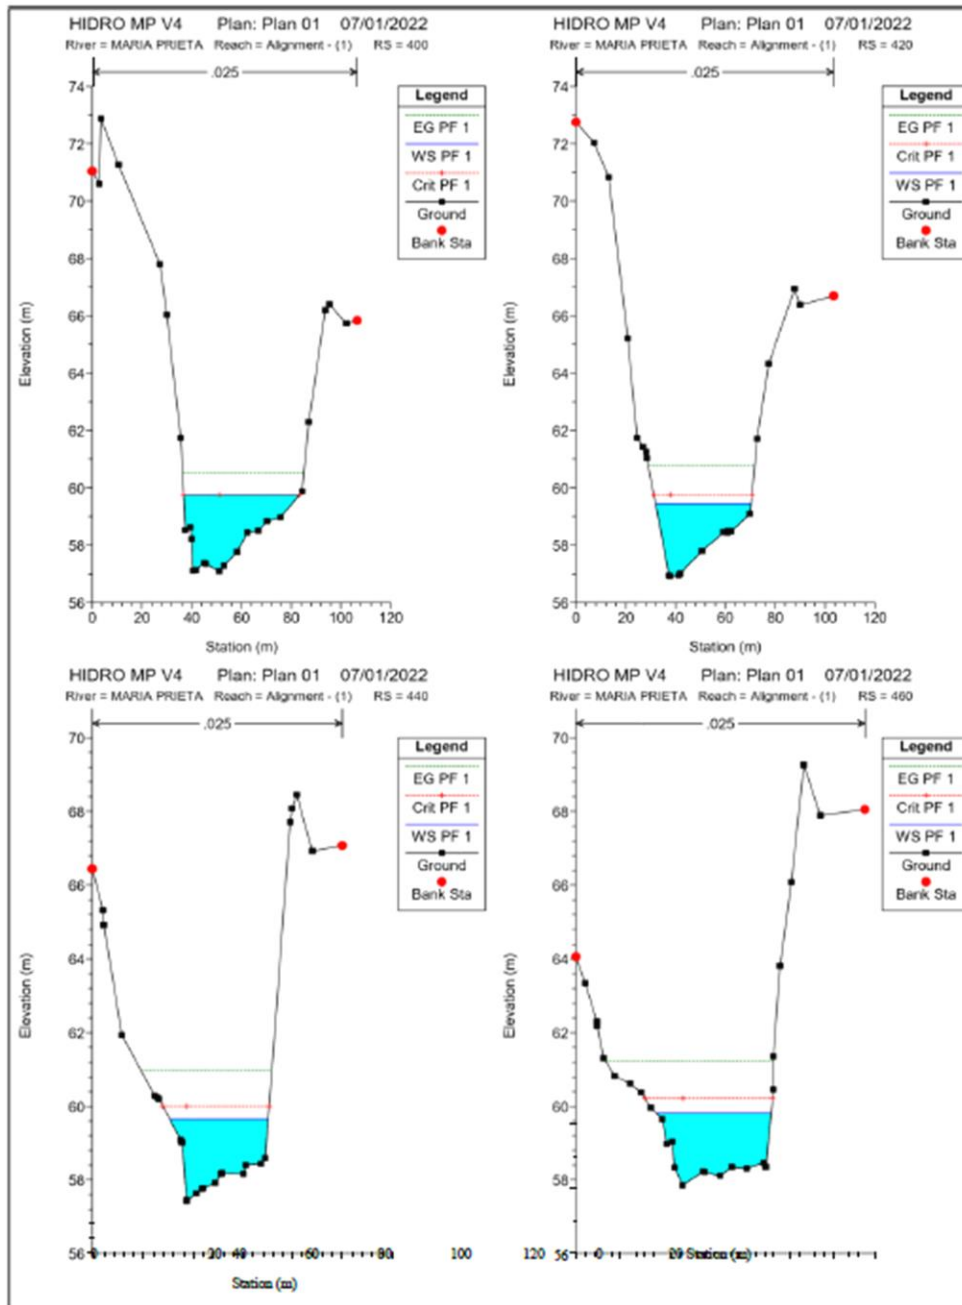 HIDRO MP V4 Plan: Plan 01 07/01/2022
River = MARIA PRIETA Reach = Alignment - (1) RS = 400
.025
Legend
EG PF 1
WS PF 1
Crit PF 1
Ground
Bank Sta
Elevation (m)
74
72
70
68
66
64
62
60
58
56
0 20 40 60 80 100 120
Station (m)
HIDRO MP V4 Plan: Plan 01 07/01/2022
River = MARIA PRIETA Reach = Alignment - (1) RS = 420
.025
Legend
EG PF 1
Crit PF 1
WS PF 1
Ground
Bank Sta
Elevation (m)
74
72
70
68
66
64
62
60
58
56
0 20 40 60 80 100 120
Station (m)
HIDRO MP V4 Plan: Plan 01 07/01/2022
River = MARIA PRIETA Reach = Alignment - (1) RS = 440
.025
Legend
EG PF 1
Crit PF 1
WS PF 1
Ground
Bank Sta
Elevation (m)
70
68
66
64
62
60
58
56
0 20 40 60 80 100 120
Station (m)
HIDRO MP V4 Plan: Plan 01 07/01/2022
River = MARIA PRIETA Reach = Alignment - (1) RS = 460
.025
Legend
EG PF 1
Crit PF 1
WS PF 1
Ground
Bank Sta
Elevation (m)
70
68
66
64
62
60
58
56
0 20
Station (m)